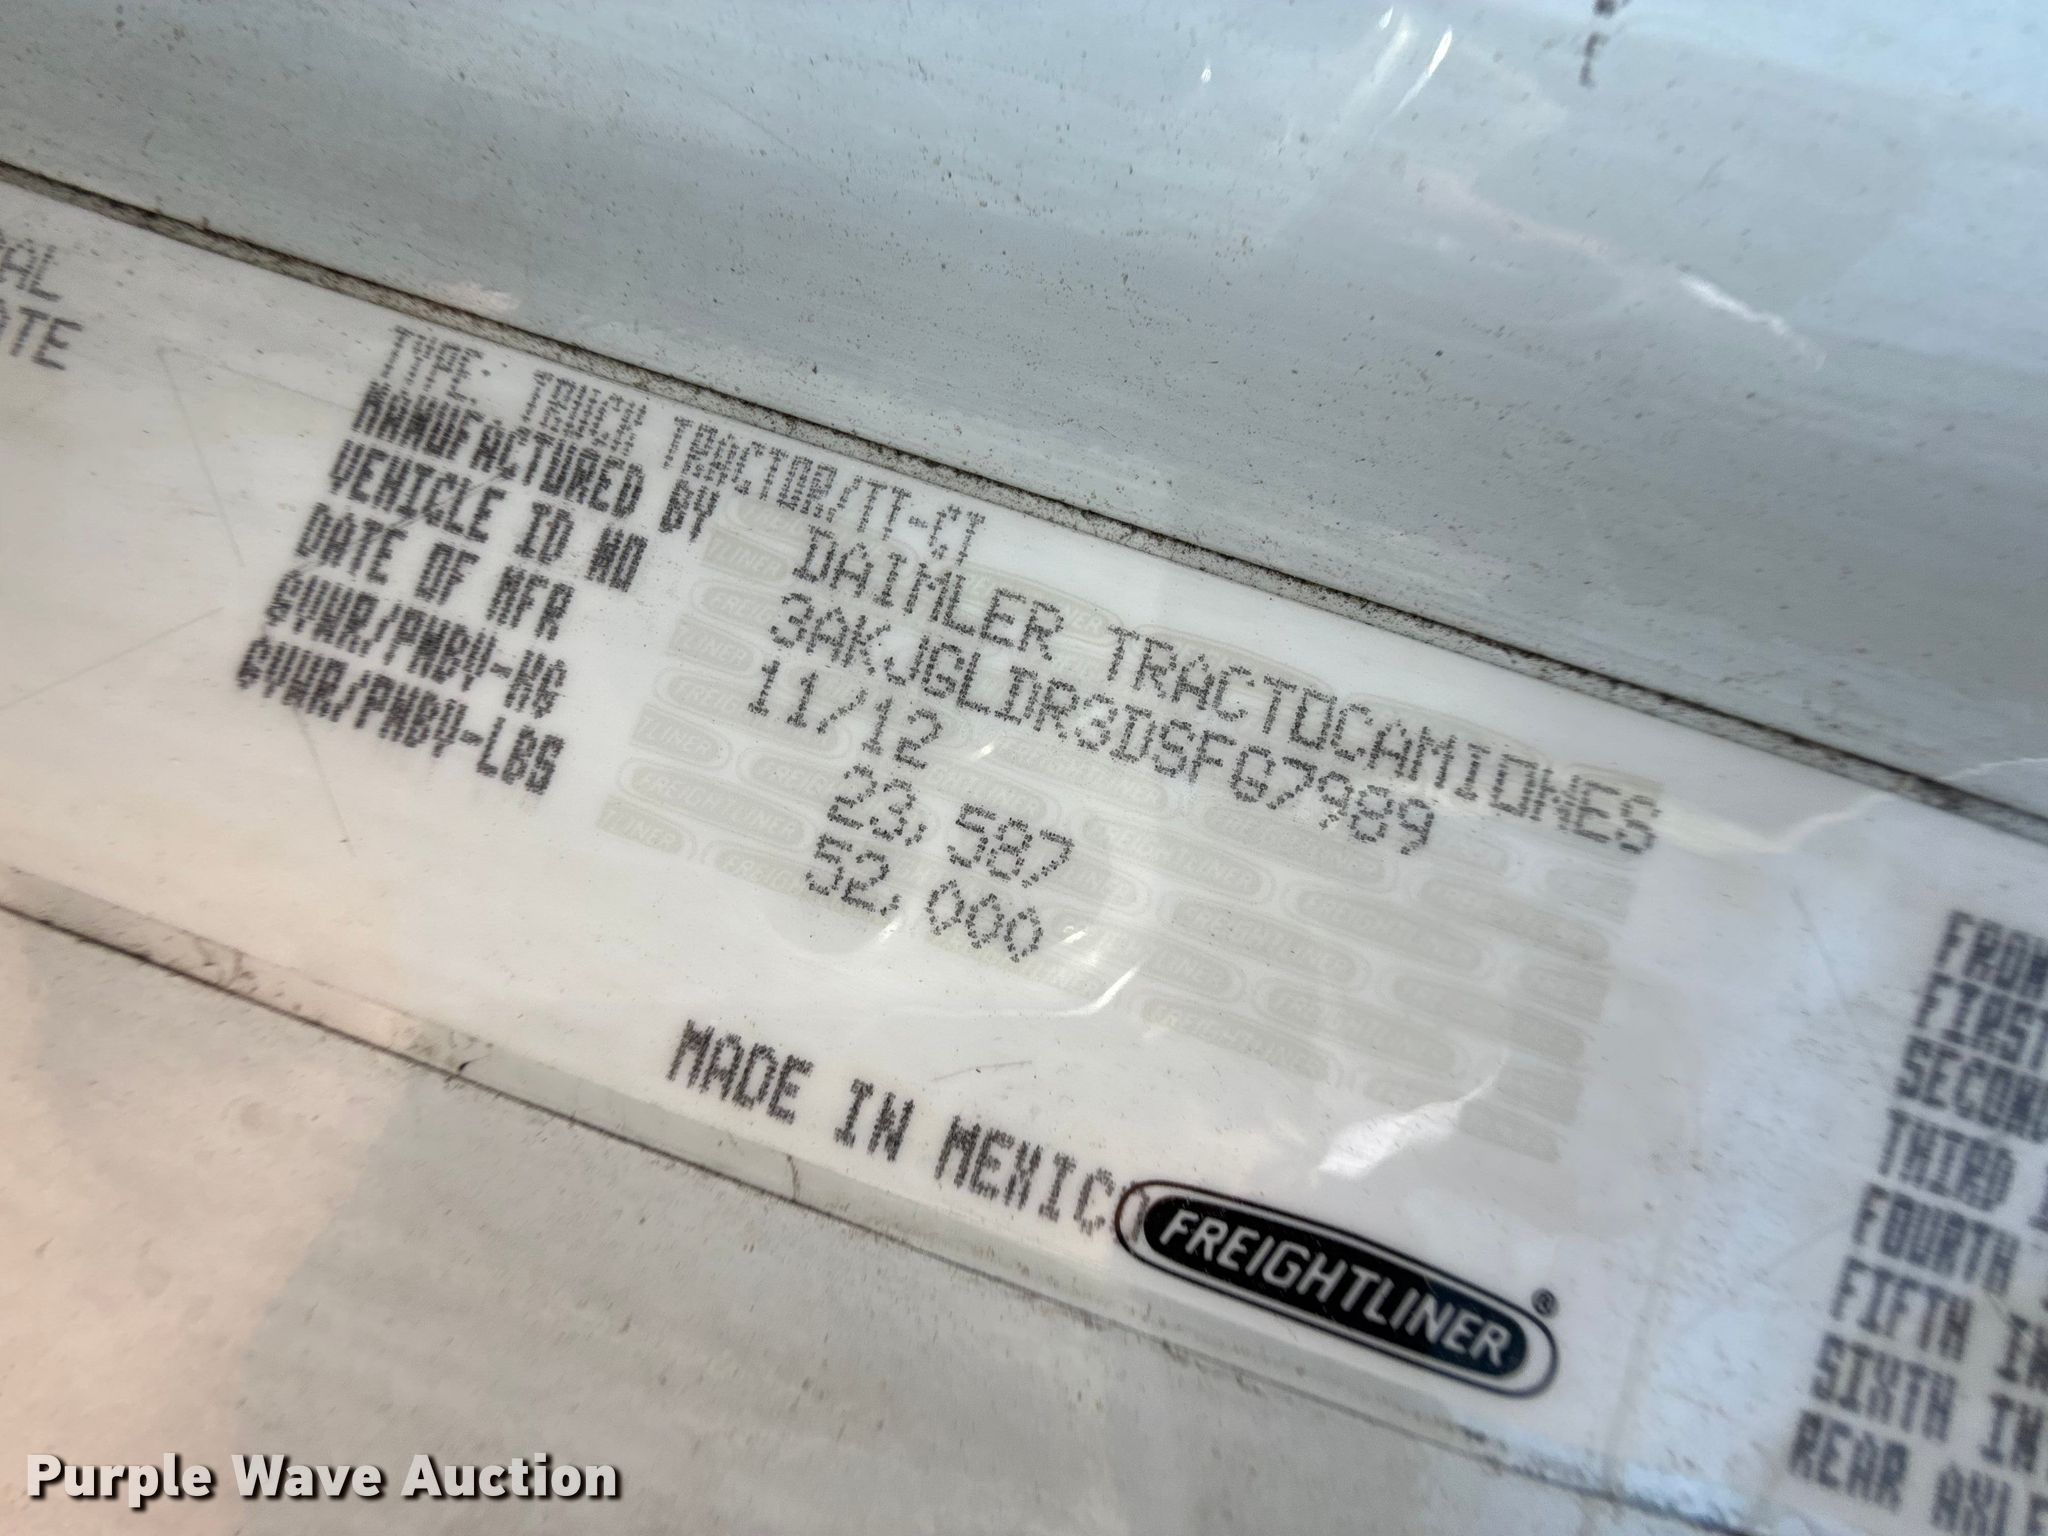 TYPE: TRUCK TRACTOR/TT-CT
MANUFACTURED BY DAIMLER TRACTOCAMIONES
VEHICLE ID NO 3AKJGLDR3DSFG7989
DATE OF MFR 11/12
GVWR/PNBV-KG 23,587
GVWR/PNBV-LBS 52,000
MADE IN MEXICO
FREIGHTLINER®
FIRST
THIRD
FOURTH
FIFTH
SIXTH
REAR
Purple Wave Auction